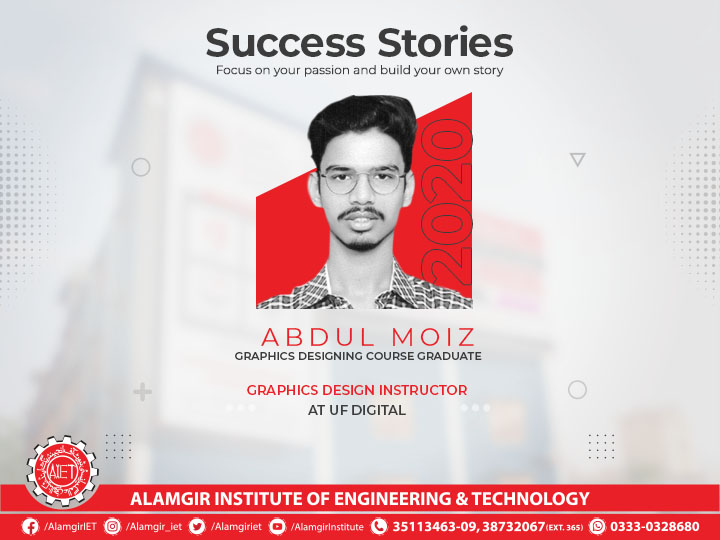 Success Stories
Focus on your passion and build your own story
2020
ABDUL MOIZ
GRAPHICS DESIGNING COURSE GRADUATE
GRAPHICS DESIGN INSTRUCTOR
AT UF DIGITAL
AIET
ALAMGIR INSTITUTE OF ENGINEERING & TECHNOLOGY
/AlamgirIET /Alamgir_iet /Alamgiriet /AlamgirInstitute 35113463-09, 38732067 (EXT. 365) 0333-0328680